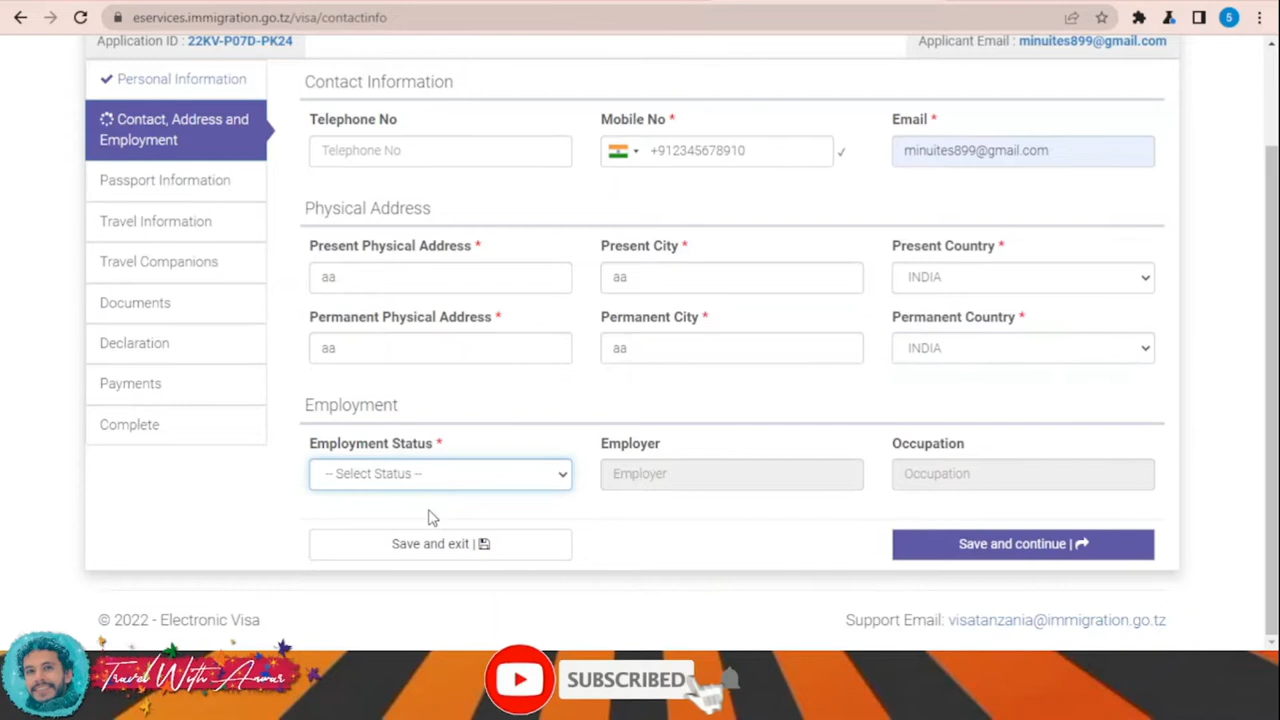 eservices.immigration.go.tz/visa/contactinfo
5
Application ID : 22KV-P07D-PK24
Applicant Email : minuites899@gmail.com
Personal Information
Contact, Address and
Employment
Passport Information
Travel Information
Travel Companions
Documents
Declaration
Payments
Complete
Contact Information
Telephone No
Mobile No *
Email *
Telephone No
+912345678910
minuites899@gmail.com
Physical Address
Present Physical Address *
Present City *
Present Country *
aa
aa
INDIA
Permanent Physical Address *
Permanent City *
Permanent Country *
aa
aa
INDIA
Employment
Employment Status *
Employer
Occupation
-- Select Status --
Employer
Occupation
Save and exit |
Save and continue |
© 2022 - Electronic Visa
Support Email: visatanzania@immigration.go.tz
Travel With Anwar
SUBSCRIBED